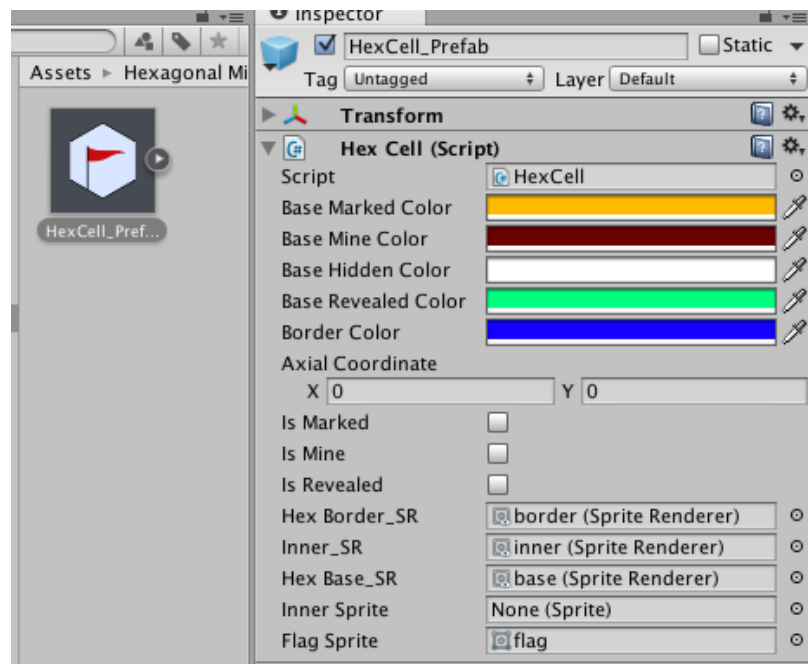 Inspector
HexCell_Prefab
Static
Assets ▸ Hexagonal Mi
Tag Untagged Layer Default
Transform
Hex Cell (Script)
Script HexCell
Base Marked Color
HexCell_Pref...
Base Mine Color
Base Hidden Color
Base Revealed Color
Border Color
Axial Coordinate
X 0 Y 0
Is Marked
Is Mine
Is Revealed
Hex Border_SR border (Sprite Renderer)
Inner_SR inner (Sprite Renderer)
Hex Base_SR base (Sprite Renderer)
Inner Sprite None (Sprite)
Flag Sprite flag